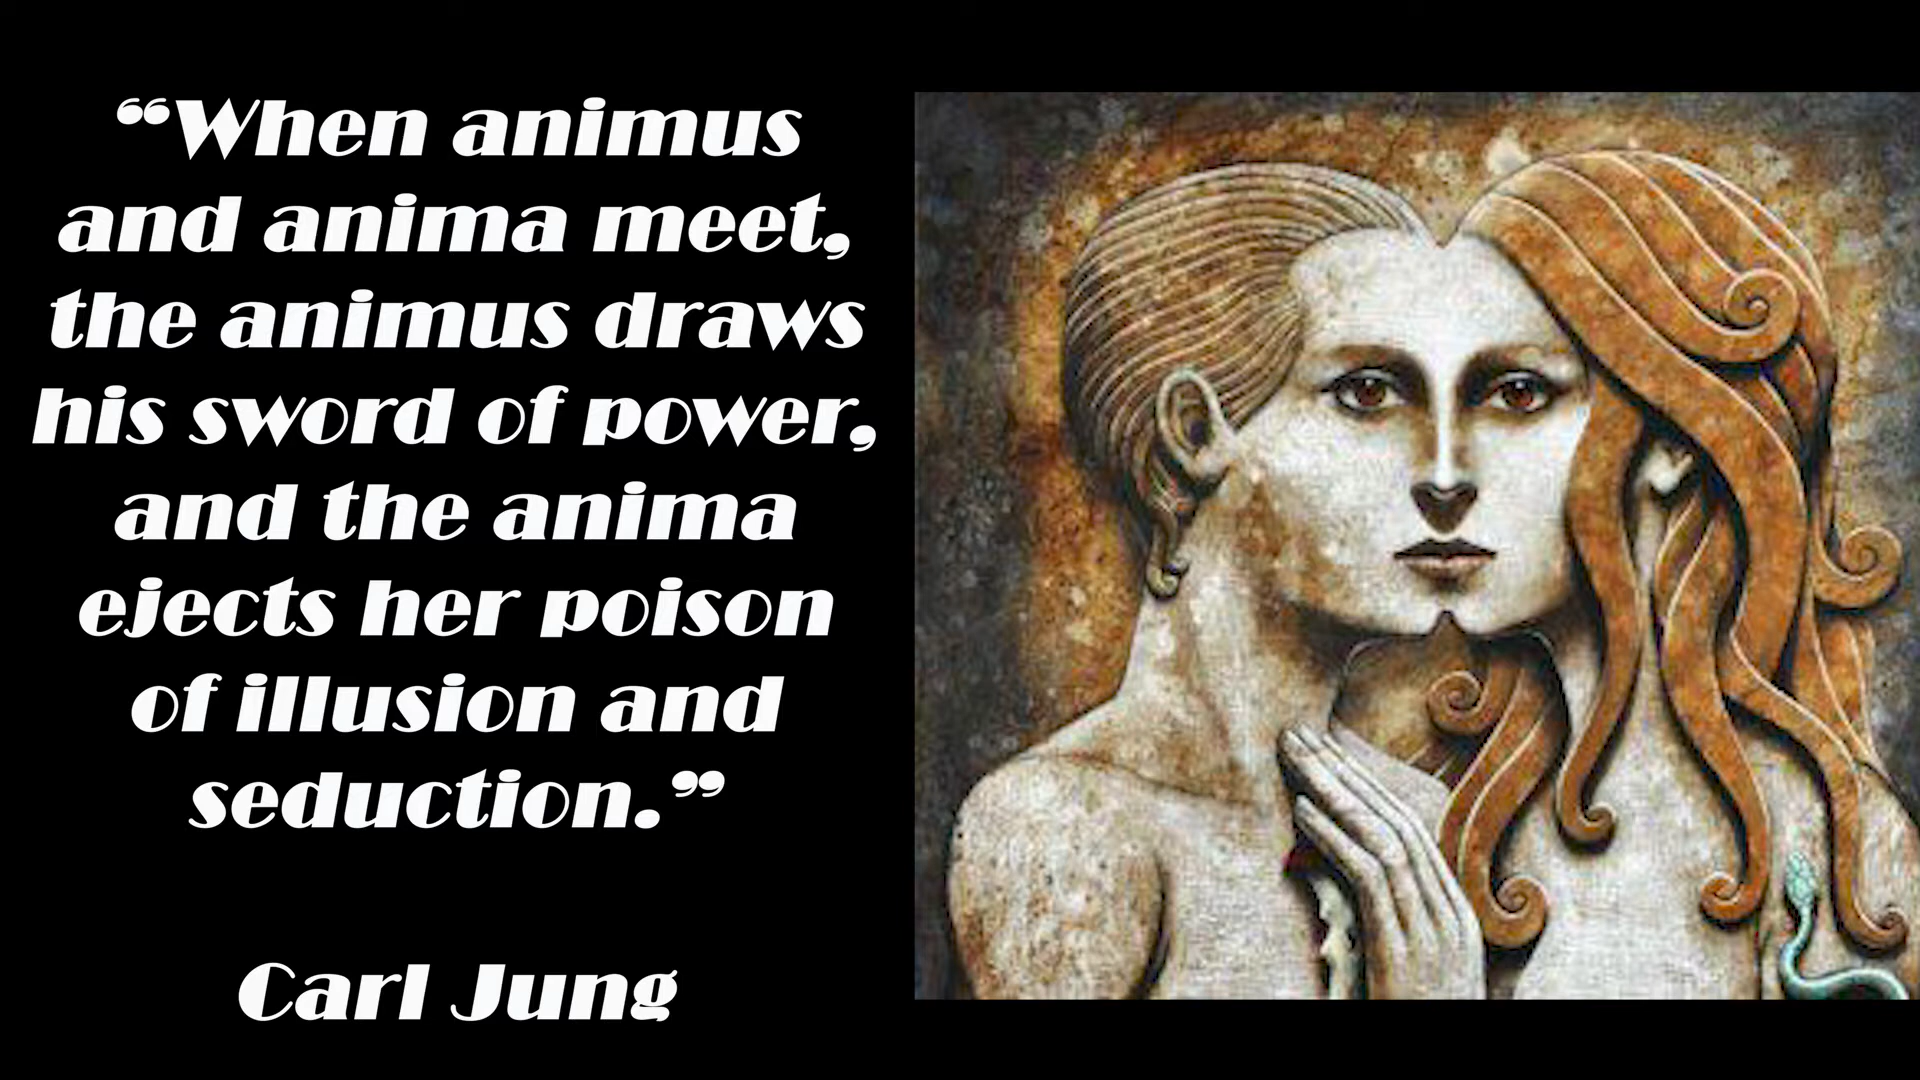 “When animus
and anima meet,
the animus draws
his sword of power,
and the anima
ejects her poison
of illusion and
seduction.”
Carl Jung